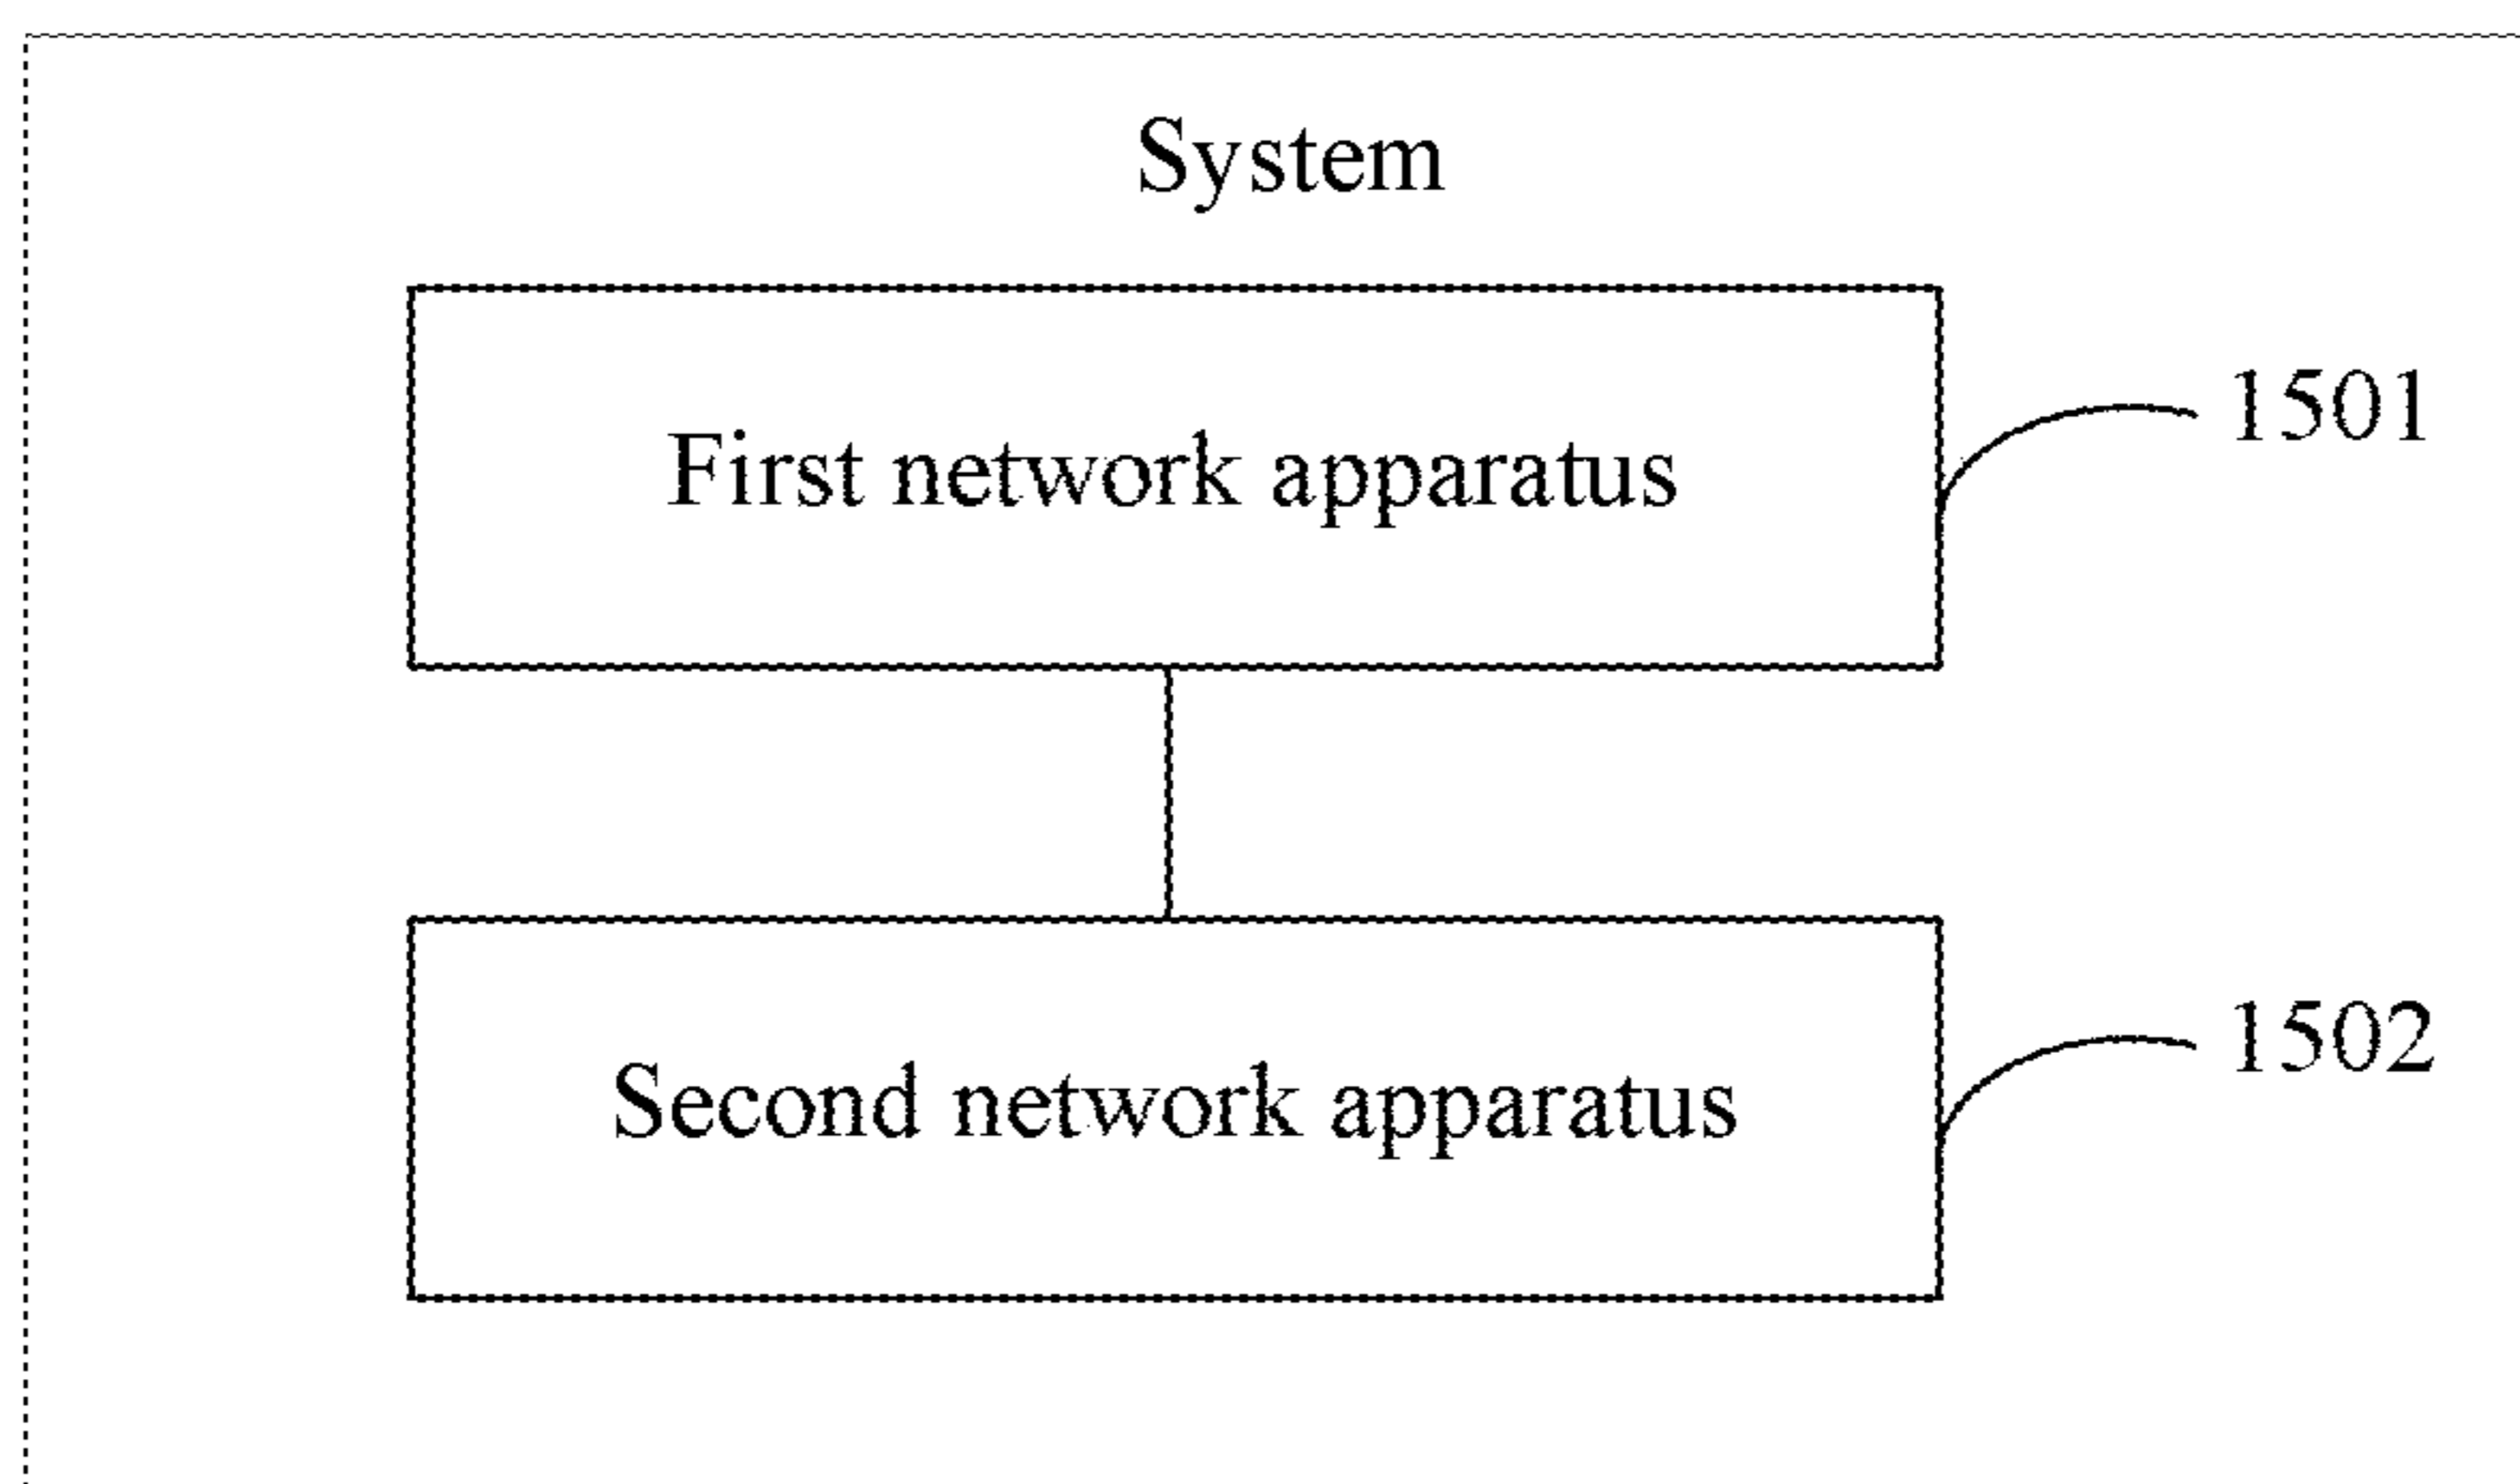 System
First network apparatus
1501
Second network apparatus
1502